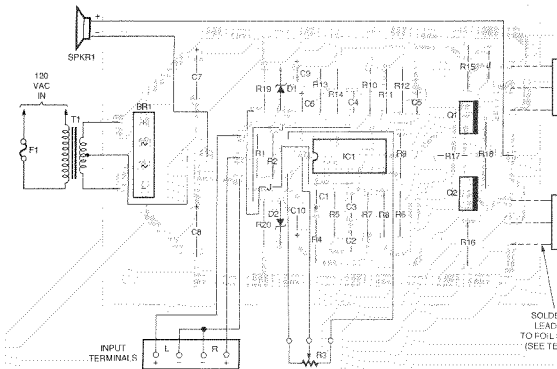 +
−
SPKR1
120
VAC
IN
F1
T1
BR1
C7
C8
R19
D1
C9
C6
R13
R14
C4
R10
R11
R12
C5
R15
J
Q1
R1
R2
J
IC1
R9
R17
R18
Q2
J
D2
R20
C10
C1
R4
R5
C3
C2
R7
R8
R6
R16
INPUT
TERMINALS
L
R
+
−
−
+
R3
SOLDE
LEAD
TO FOIL
(SEE TE